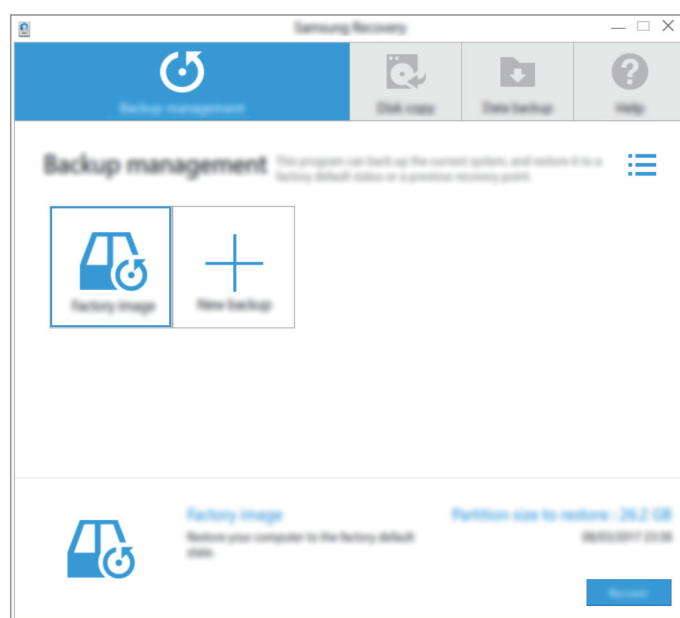 Samsung Recovery
Backup management
Disk copy
Data backup
Help
Backup management
This program can back up the current system, and restore it to a
factory default status or a previous recovery point.
Factory image
New backup
Factory image
Partition size to restore : 26.2 GB
Restore your computer to the factory default
state.
Recover